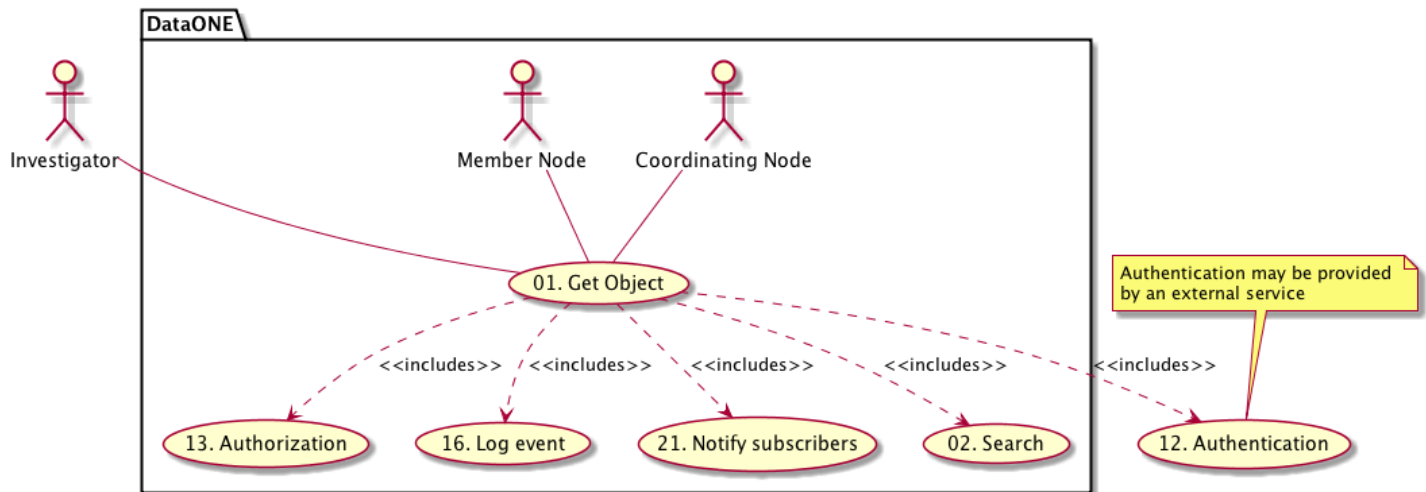 DataONE
Investigator
Member Node
Coordinating Node
01. Get Object
Authentication may be provided
by an external service
<<includes>>
<<includes>>
<<includes>>
<<includes>>
<<includes>>
13. Authorization
16. Log event
21. Notify subscribers
02. Search
12. Authentication